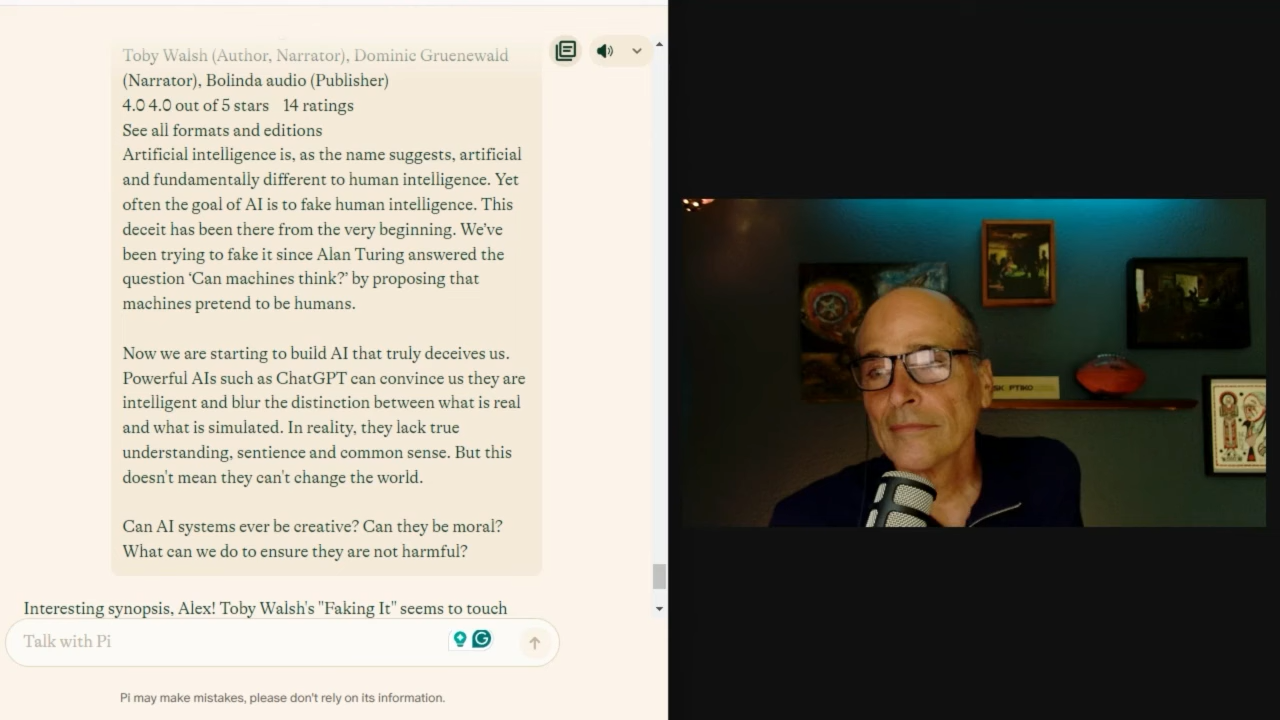 Toby Walsh (Author, Narrator), Dominic Gruenewald
(Narrator), Bolinda audio (Publisher)
4.0 4.0 out of 5 stars 14 ratings
See all formats and editions
Artificial intelligence is, as the name suggests, artificial
and fundamentally different to human intelligence. Yet
often the goal of AI is to fake human intelligence. This
deceit has been there from the very beginning. We've
been trying to fake it since Alan Turing answered the
question ‘Can machines think?’ by proposing that
machines pretend to be humans.
Now we are starting to build AI that truly deceives us.
Powerful AIs such as ChatGPT can convince us they are
intelligent and blur the distinction between what is real
and what is simulated. In reality, they lack true
understanding, sentience and common sense. But this
doesn't mean they can't change the world.
Can AI systems ever be creative? Can they be moral?
What can we do to ensure they are not harmful?
Interesting synopsis, Alex! Toby Walsh's "Faking It" seems to touch
Talk with Pi
Pi may make mistakes, please don't rely on its information.